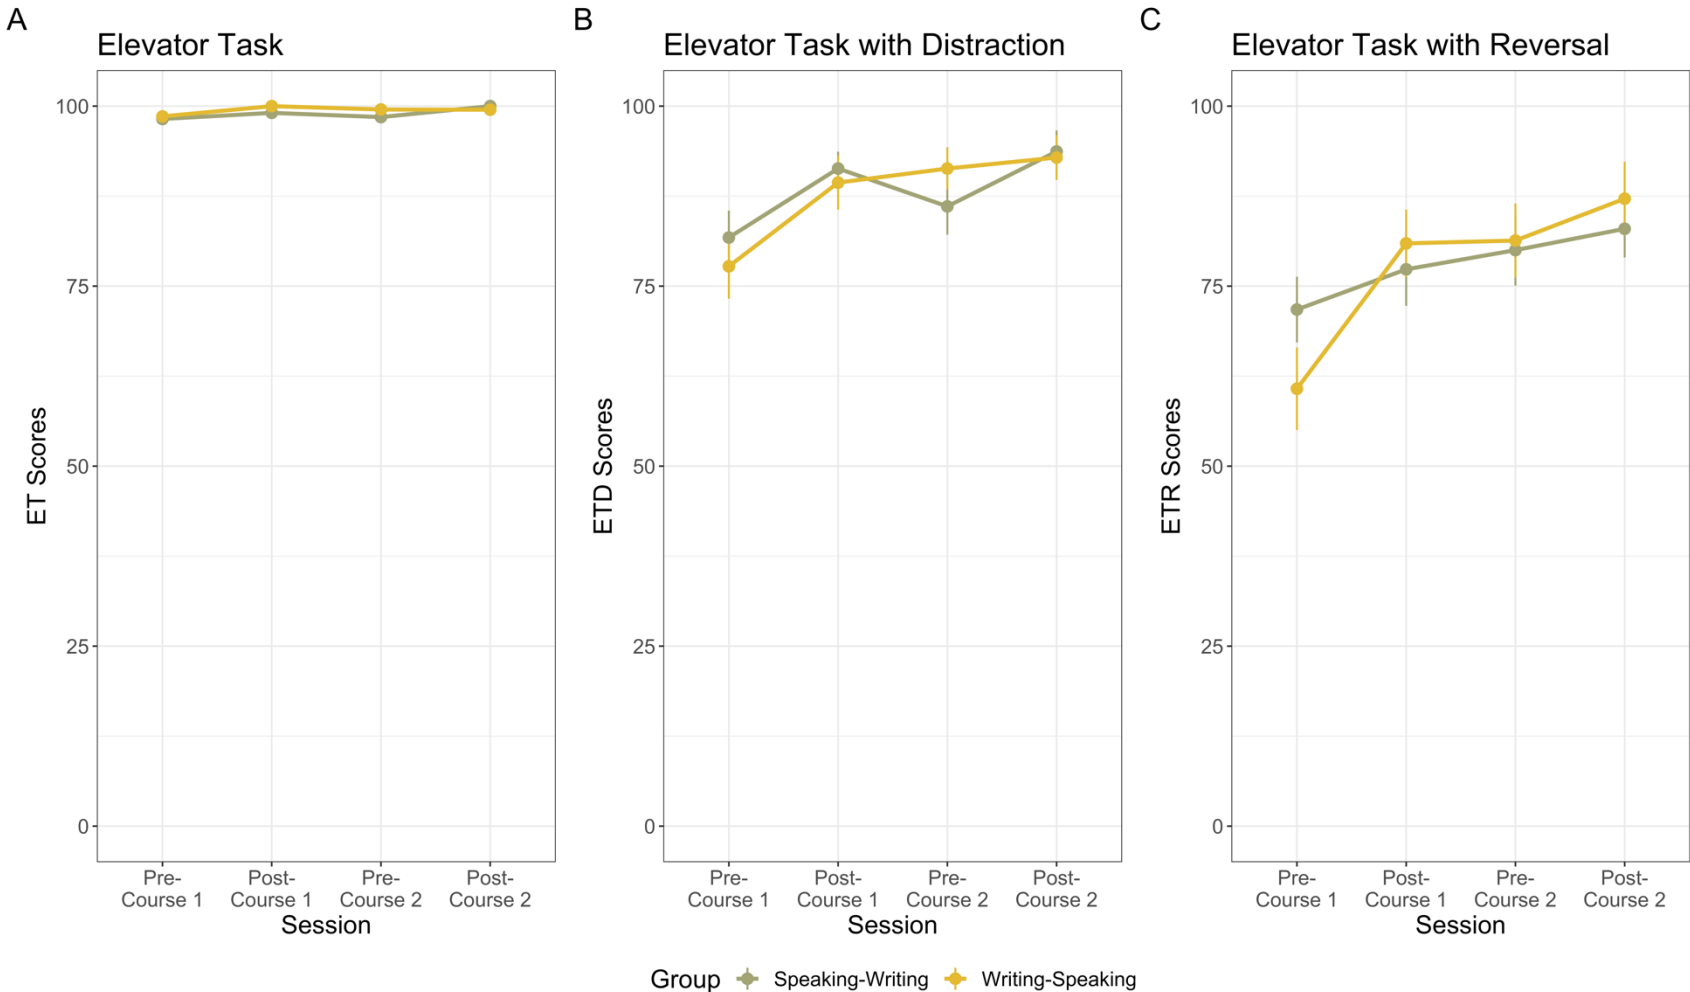 A
Elevator Task
100
75
50
25
0
ET Scores
Pre-
Course 1
Post-
Course 1
Pre-
Course 2
Post-
Course 2
Session
B
Elevator Task with Distraction
100
75
50
25
0
ETD Scores
Pre-
Course 1
Post-
Course 1
Pre-
Course 2
Post-
Course 2
Session
C
Elevator Task with Reversal
100
75
50
25
0
ETR Scores
Pre-
Course 1
Post-
Course 1
Pre-
Course 2
Post-
Course 2
Session
Group Speaking-Writing Writing-Speaking